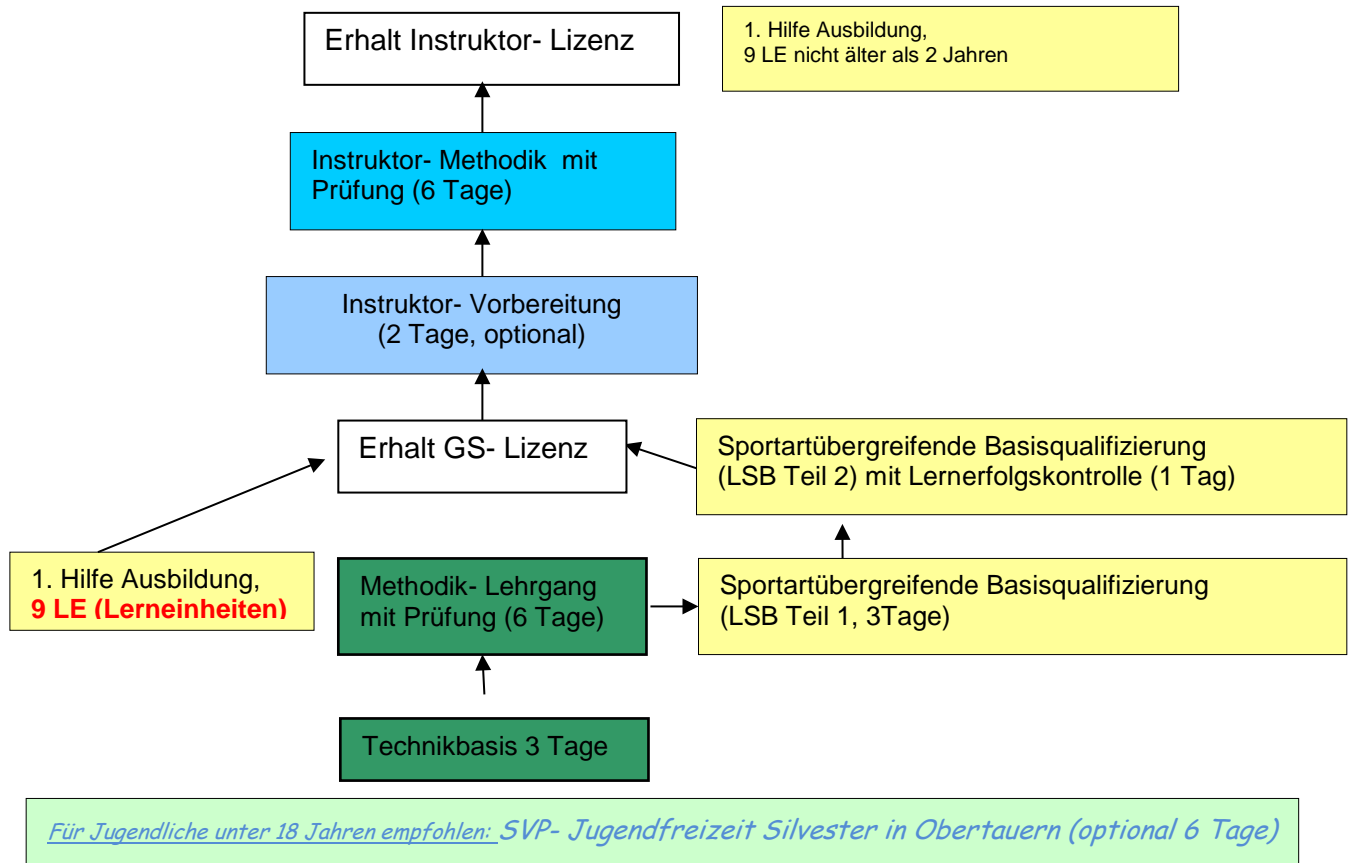 Erhalt Instruktor- Lizenz
1. Hilfe Ausbildung,
9 LE nicht älter als 2 Jahren
Instruktor- Methodik mit
Prüfung (6 Tage)
Instruktor- Vorbereitung
(2 Tage, optional)
Erhalt GS- Lizenz
Sportartübergreifende Basisqualifizierung
(LSB Teil 2) mit Lernerfolgskontrolle (1 Tag)
1. Hilfe Ausbildung,
9 LE (Lerneinheiten)
Methodik- Lehrgang
mit Prüfung (6 Tage)
Sportartübergreifende Basisqualifizierung
(LSB Teil 1, 3Tage)
Technikbasis 3 Tage
Für Jugendliche unter 18 Jahren empfohlen: SVP- Jugendfreizeit Silvester in Obertauern (optional 6 Tage)